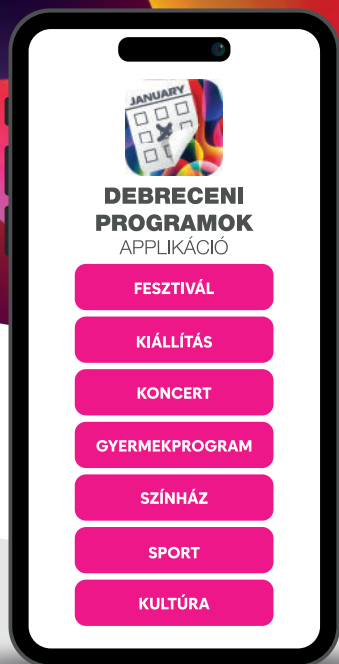 JANUARY
DEBRECENI
PROGRAMOK
APPLIKÁCIÓ
FESZTIVÁL
KIÁLLÍTÁS
KONCERT
GYERMEKPROGRAM
SZÍNHÁZ
SPORT
KULTÚRA